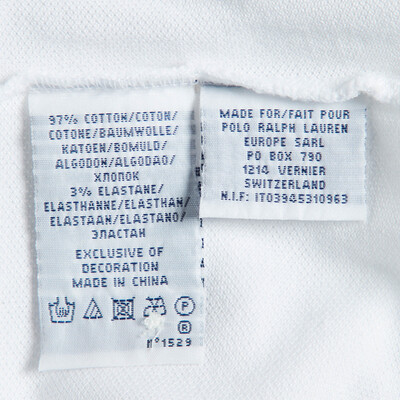 97% COTTON/COTON/
COTONE/BAUMWOLLE/
KATOEN/BOMULD/
ALGODON/ALGODAO/
ХЛОПОК
3% ELASTANE/
ELASTHANNE/ELASTHAN/
ELASTAAN/ELASTANO/
ЭЛАСТАН
EXCLUSIVE OF
DECORATION
MADE IN CHINA
P
R
N°1529
MADE FOR/FAIT POUR
POLO RALPH LAUREN
EUROPE SARL
PO BOX 790
1214 VERNIER
SWITZERLAND
N.I.F: IT03945310963